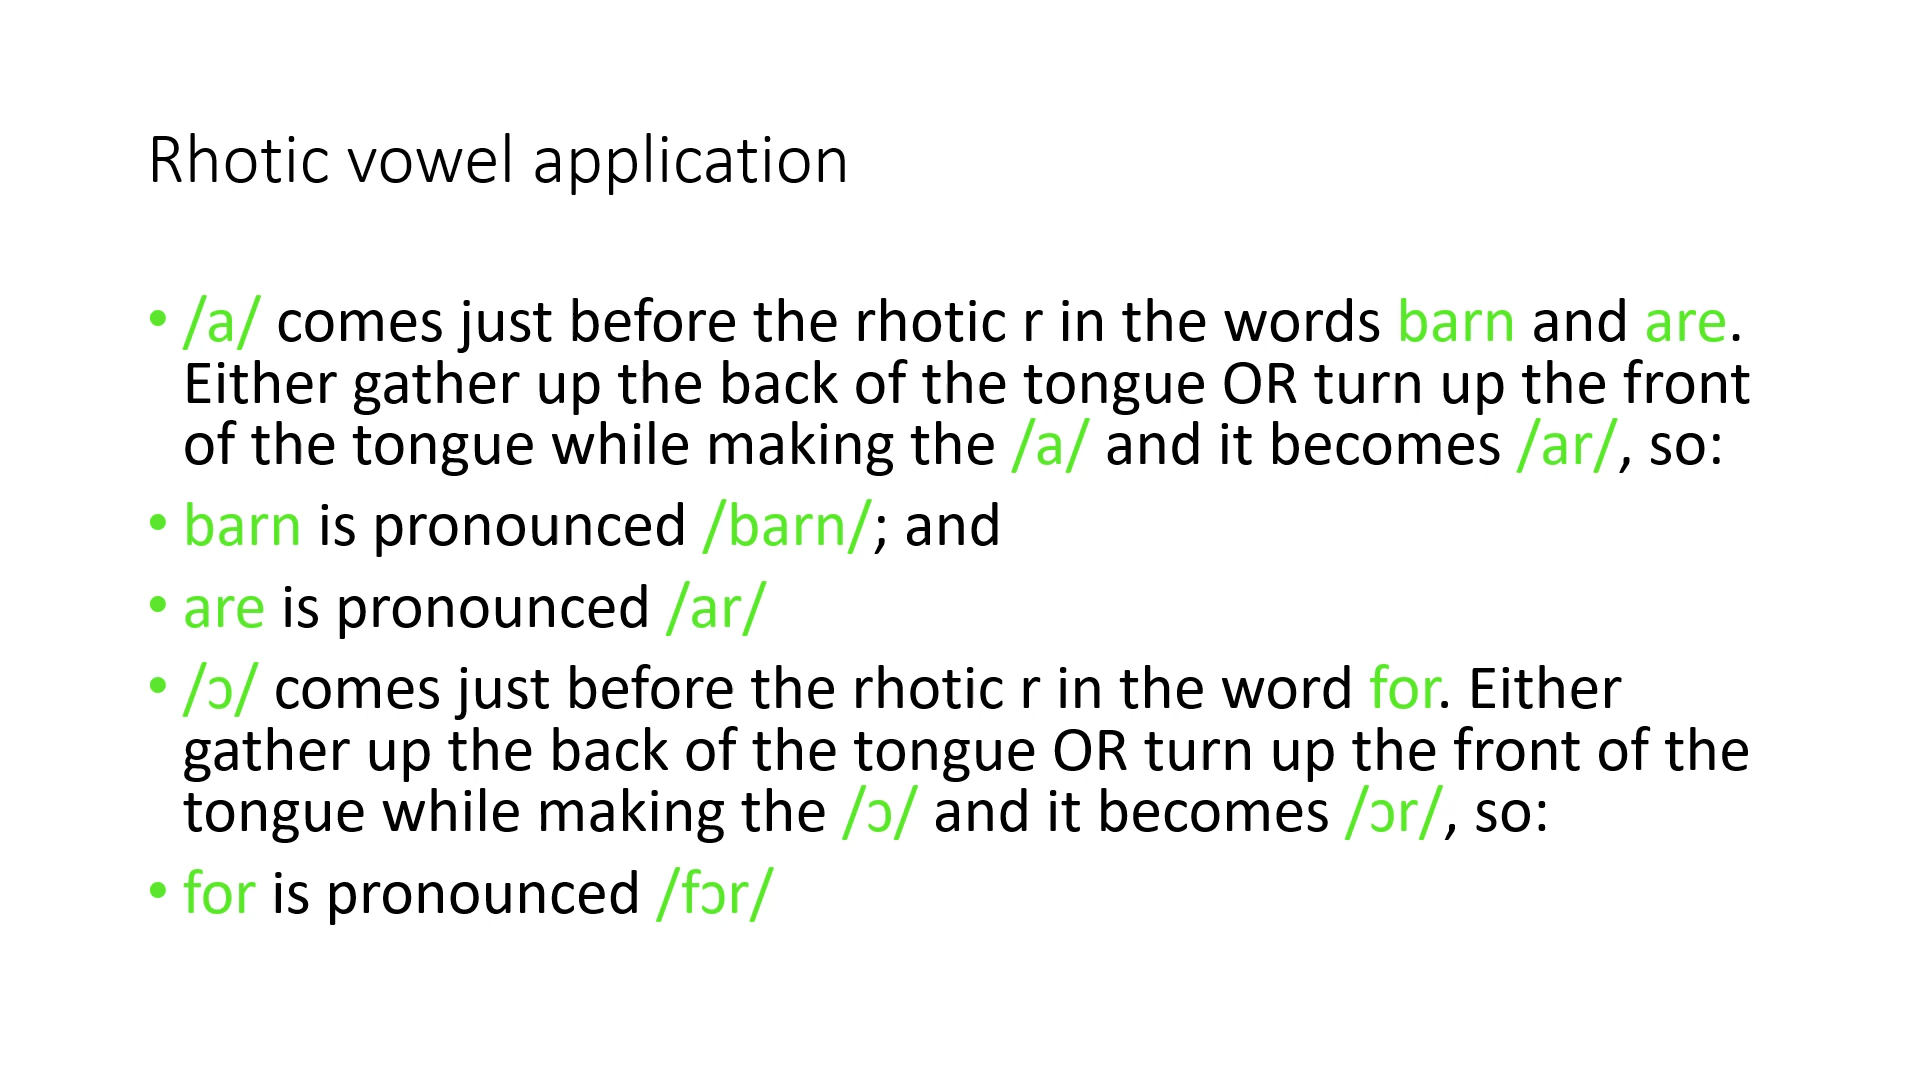 Rhotic vowel application
• /a/ comes just before the rhotic r in the words barn and are.
Either gather up the back of the tongue OR turn up the front
of the tongue while making the /a/ and it becomes /ar/, so:
• barn is pronounced /barn/; and
• are is pronounced /ar/
• /ɔ/ comes just before the rhotic r in the word for. Either
gather up the back of the tongue OR turn up the front of the
tongue while making the /ɔ/ and it becomes /ɔr/, so:
• for is pronounced /fɔr/